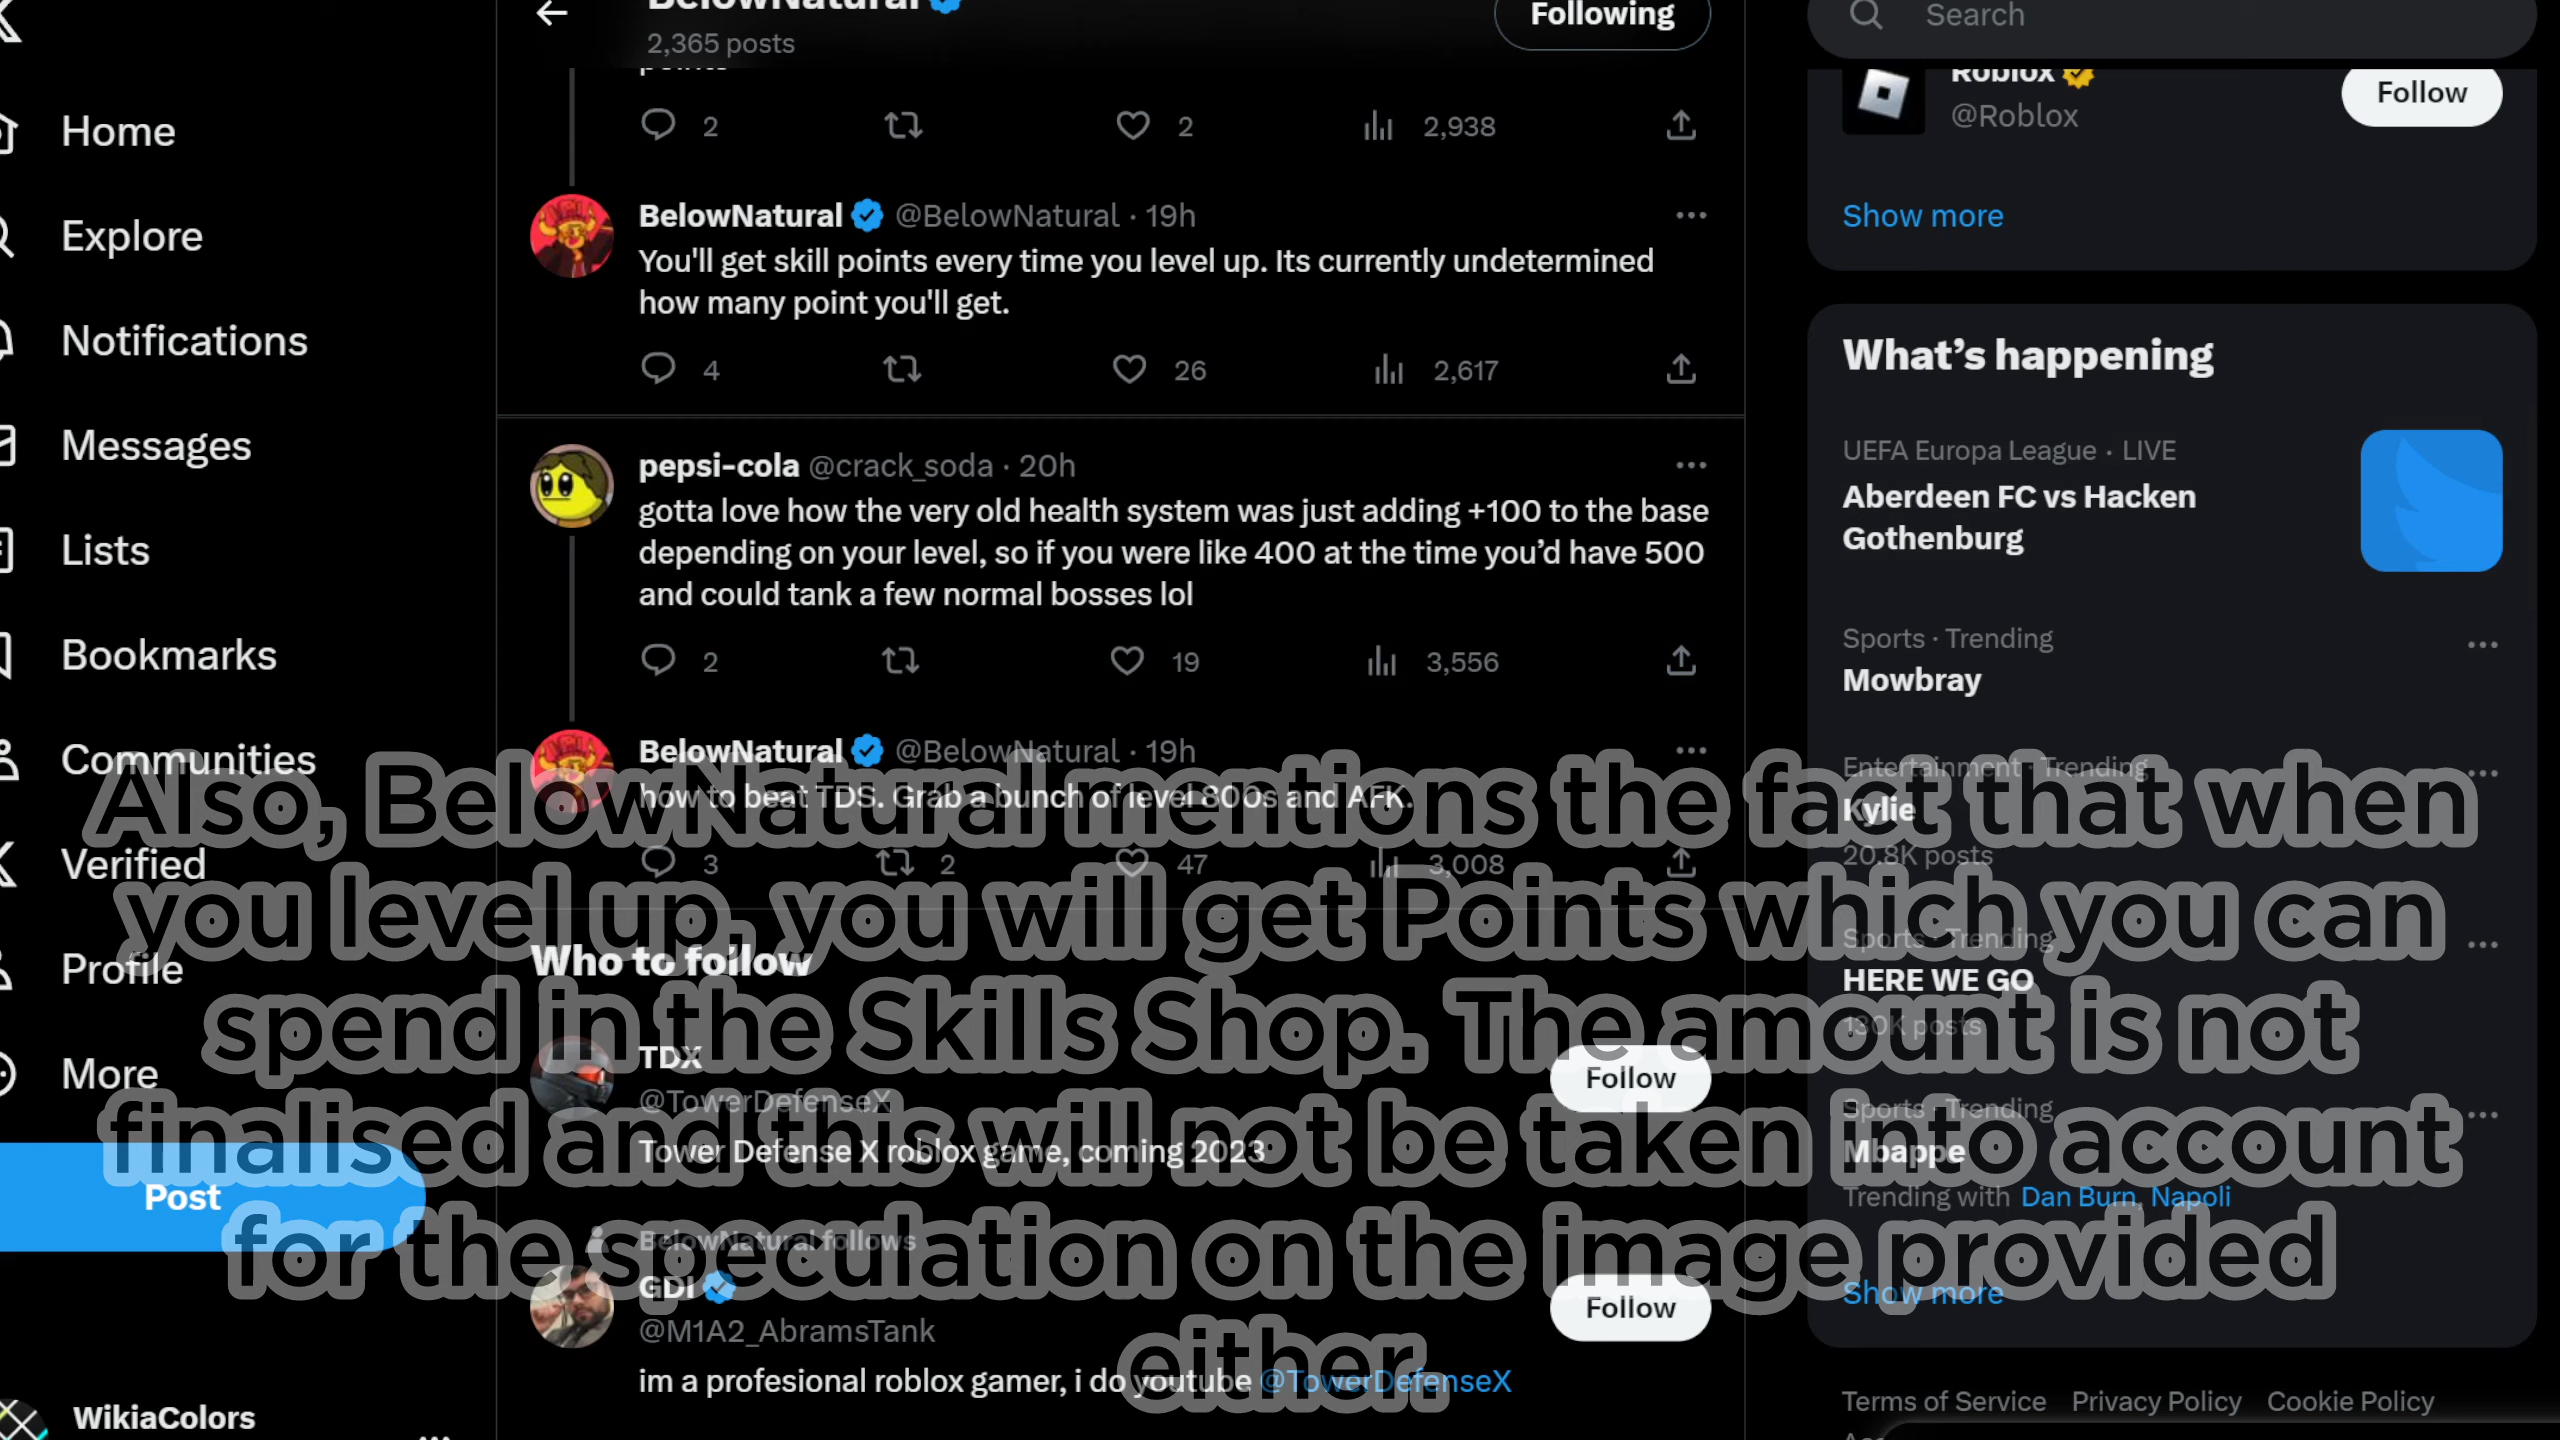 Home
Explore
Notifications
Messages
Lists
Bookmarks
Communities
Verified
Profile
More
Post
WikiaColors
BelowNatural
2,365 posts
Following
points
2 2 2,938
BelowNatural @BelowNatural · 19h
You'll get skill points every time you level up. Its currently undetermined
how many point you'll get.
4 26 2,617
pepsi-cola @crack_soda · 20h
gotta love how the very old health system was just adding +100 to the base
depending on your level, so if you were like 400 at the time you’d have 500
and could tank a few normal bosses lol
2 19 3,556
BelowNatural @BelowNatural · 19h
how to beat TDS. Grab a bunch of level 800s and AFK.
3 2 47 3,008
Who to follow
TDX
@TowerDefenseX
Follow
Tower Defense X roblox game, coming 2023
BelowNatural follows
GDI
@M1A2_AbramsTank
Follow
im a profesional roblox gamer, i do youtube @TowerDefenseX
Search
Roblox
@Roblox
Follow
Show more
What’s happening
UEFA Europa League · LIVE
Aberdeen FC vs Hacken
Gothenburg
Sports · Trending
Mowbray
Entertainment · Trending
Kylie
20.8K posts
Sports · Trending
HERE WE GO
130K posts
Sports · Trending
Mbappe
Trending with Dan Burn, Napoli
Show more
Terms of Service Privacy Policy Cookie Policy
Also, BelowNatural mentions the fact that when
you level up, you will get Points which you can
spend in the Skills Shop. The amount is not
finalised and this will not be taken into account
for the speculation on the image provided
either.